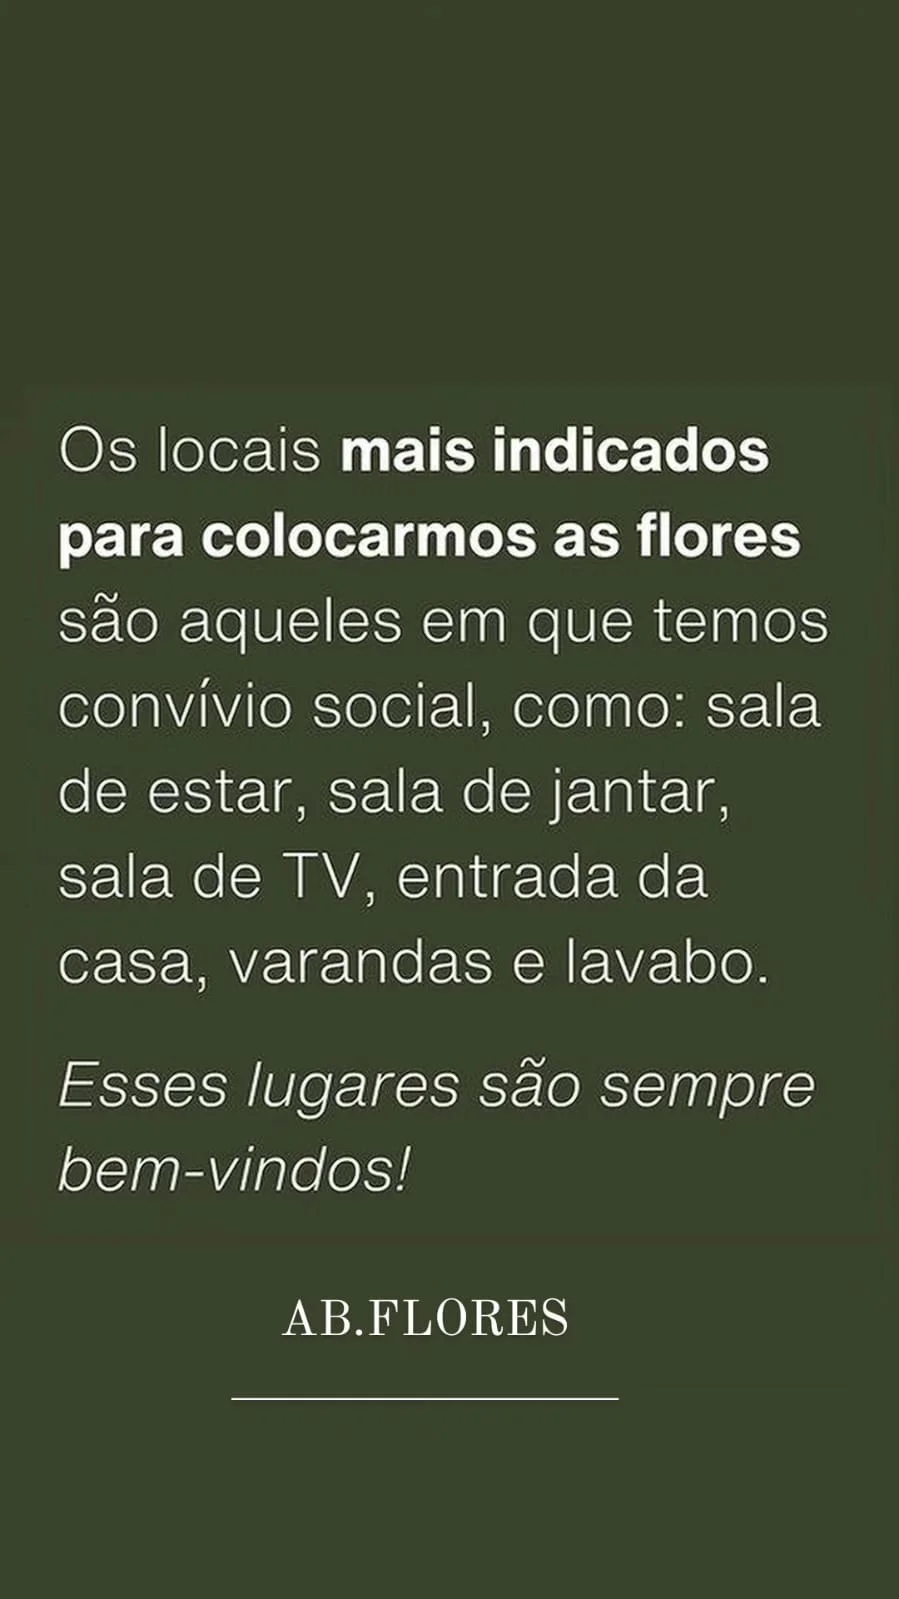 Os locais mais indicados
para colocarmos as flores
são aqueles em que temos
convívio social, como: sala
de estar, sala de jantar,
sala de TV, entrada da
casa, varandas e lavabo.
Esses lugares são sempre
bem-vindos!
AB.FLORES